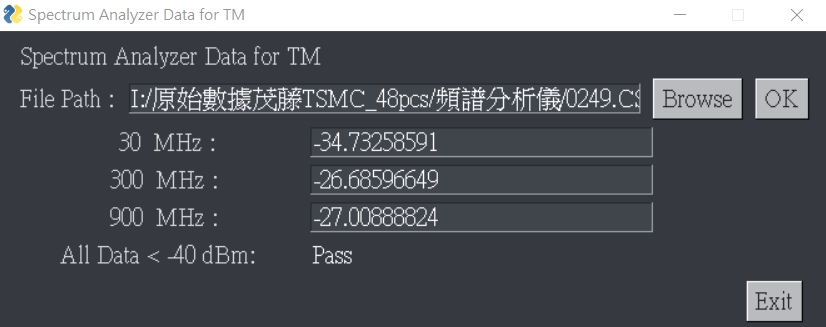 Spectrum Analyzer Data for TM
Spectrum Analyzer Data for TM
File Path : I:/原始數據茂滕TSMC_48pcs/頻譜分析儀/0249.CS Browse OK
30 MHz : -34.73258591
300 MHz : -26.68596649
900 MHz : -27.00888824
All Data < -40 dBm: Pass
Exit